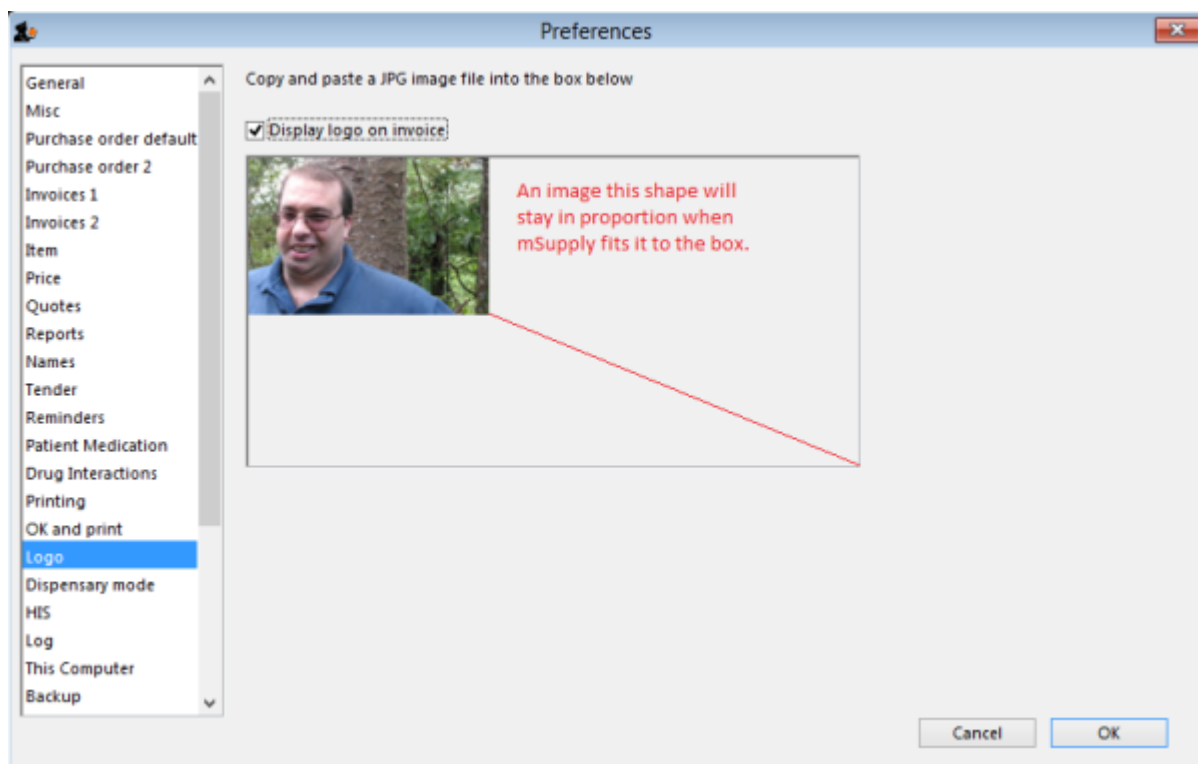 Preferences
General
Misc
Purchase order default
Purchase order 2
Invoices 1
Invoices 2
Item
Price
Quotes
Reports
Names
Tender
Reminders
Patient Medication
Drug Interactions
Printing
OK and print
Logo
Dispensary mode
HIS
Log
This Computer
Backup
Copy and paste a JPG image file into the box below
Display logo on invoice
An image this shape will
stay in proportion when
mSupply fits it to the box.
Cancel
OK